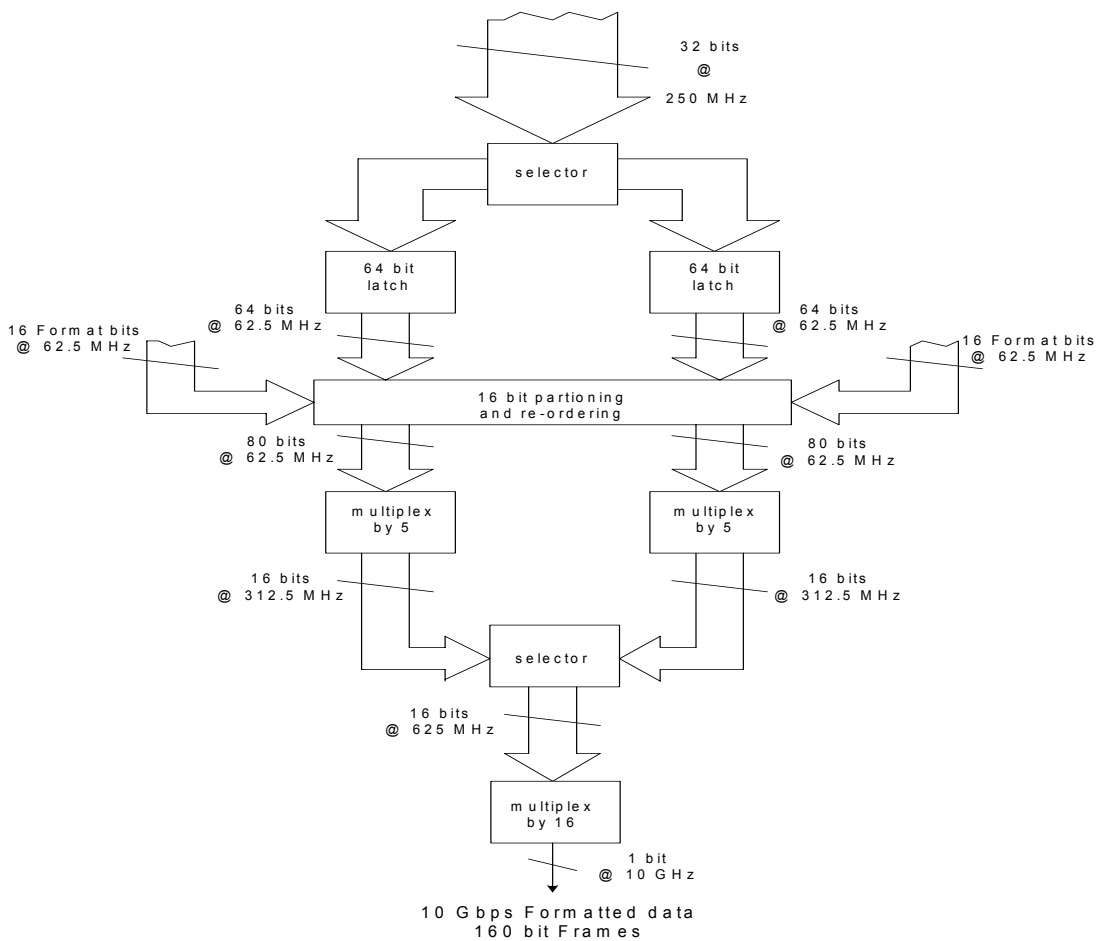 32 bits
@
250 MHz
selector
64 bit
latch
64 bit
latch
64 bits
@ 62.5 MHz
64 bits
@ 62.5 MHz
16 Format bits
@ 62.5 MHz
16 Format bits
@ 62.5 MHz
16 bit partioning
and re-ordering
80 bits
@ 62.5 MHz
80 bits
@ 62.5 MHz
multiplex
by 5
multiplex
by 5
16 bits
@ 312.5 MHz
16 bits
@ 312.5 MHz
selector
16 bits
@ 625 MHz
multiplex
by 16
1 bit
@ 10 GHz
10 Gbps Formatted data
160 bit Frames